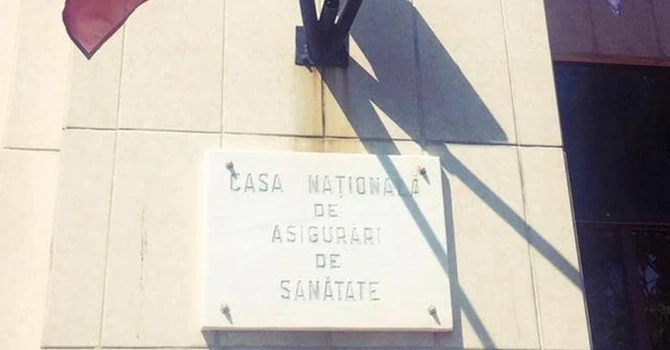 CASA NAȚIONALĂ
DE
ASIGURĂRI
DE
SĂNĂTATE